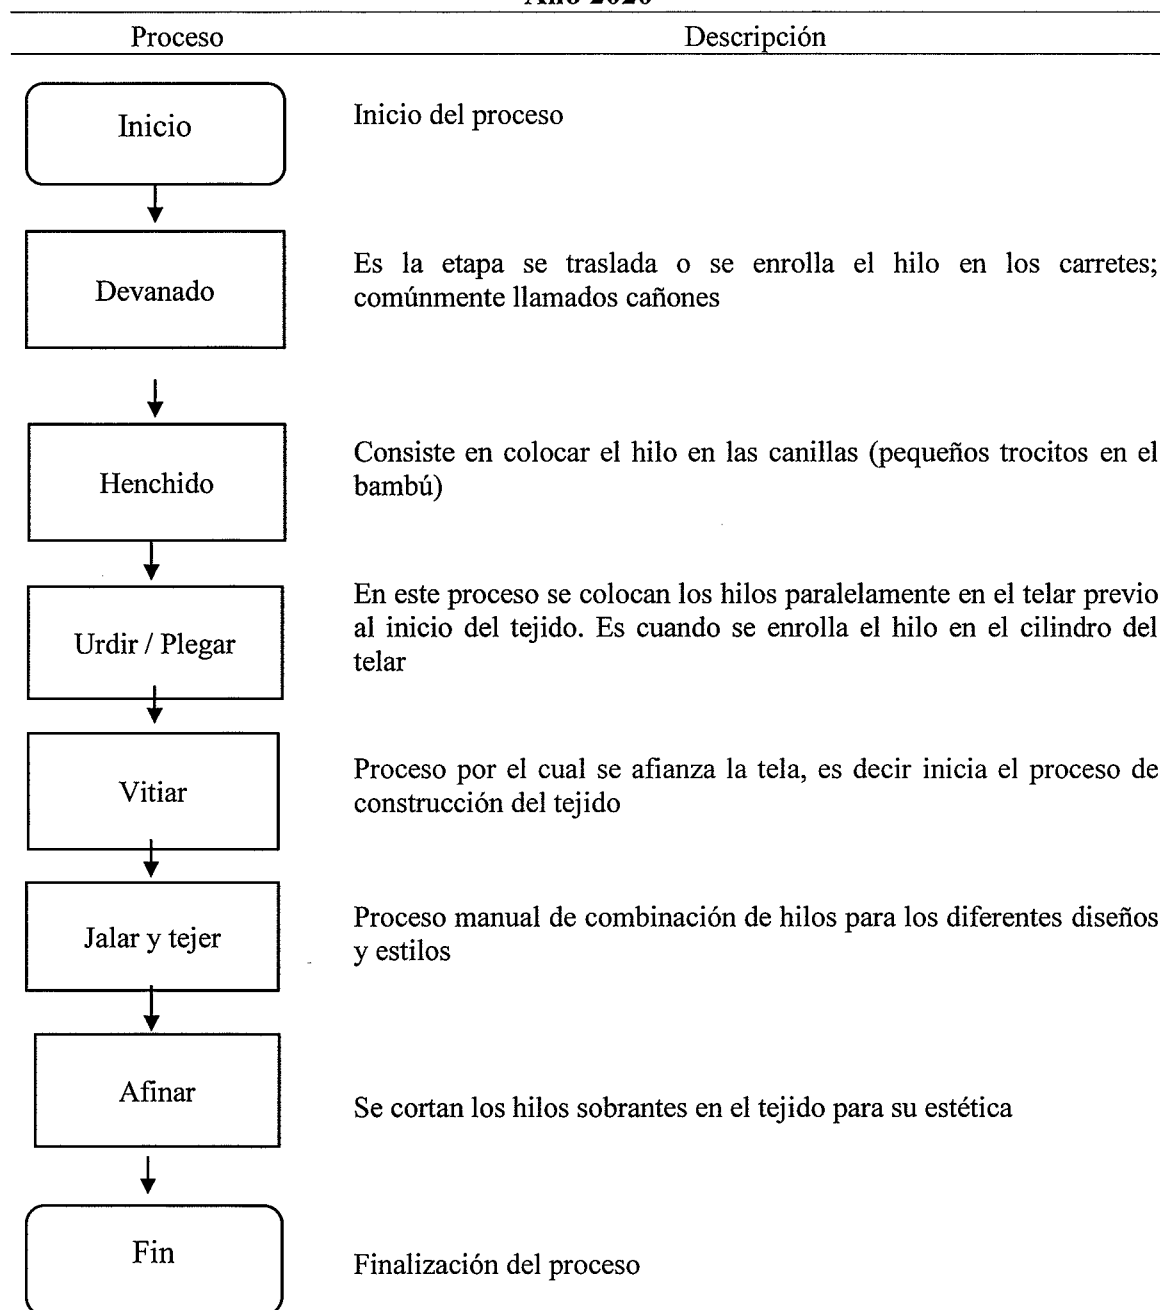 Año 2020
Proceso Descripción
Inicio
Inicio del proceso
Devanado
Es la etapa se traslada o se enrolla el hilo en los carretes;
comúnmente llamados cañones
Henchido
Consiste en colocar el hilo en las canillas (pequeños trocitos en el
bambú)
Urdir / Plegar
En este proceso se colocan los hilos paralelamente en el telar previo
al inicio del tejido. Es cuando se enrolla el hilo en el cilindro del
telar
Vitiar
Proceso por el cual se afianza la tela, es decir inicia el proceso de
construcción del tejido
Jalar y tejer
Proceso manual de combinación de hilos para los diferentes diseños
y estilos
Afinar
Se cortan los hilos sobrantes en el tejido para su estética
Fin
Finalización del proceso